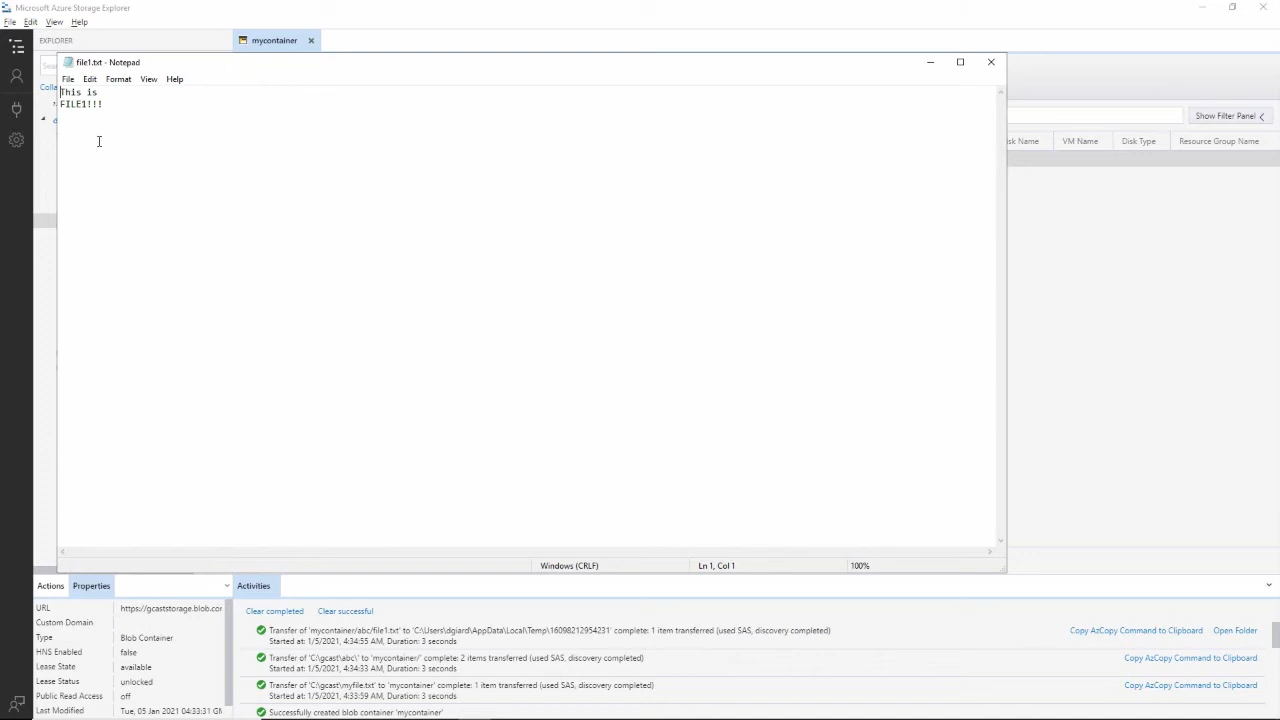 Microsoft Azure Storage Explorer
File Edit View Help
EXPLORER
mycontainer
file1.txt - Notepad
File Edit Format View Help
This is
FILE1!!!
Show Filter Panel
VM Name
Disk Type
Resource Group Name
Windows (CRLF)
Ln 1, Col 1
100%
Actions
Properties
URL
https://gcaststorage.blob.cor
Custom Domain
Type
Blob Container
HNS Enabled
false
Lease State
available
Lease Status
unlocked
Public Read Access
off
Last Modified
Tue, 05 Jan 2021 04:33:31 G
Activities
Clear completed
Clear successful
Transfer of 'mycontainer/abc/file1.txt' to 'C:\Users\dgiard\AppData\Local\Temp\16098212954231' complete: 1 item transferred (used SAS, discovery completed)
Started at: 1/5/2021, 4:34:55 AM, Duration: 3 seconds
Copy AzCopy Command to Clipboard
Open Folder
Transfer of 'C:\gcast\abc\' to 'mycontainer/' complete: 2 items transferred (used SAS, discovery completed)
Started at: 1/5/2021, 4:34:33 AM, Duration: 3 seconds
Copy AzCopy Command to Clipboard
Transfer of 'C:\gcast\myfile.txt' to 'mycontainer' complete: 1 item transferred (used SAS, discovery completed)
Started at: 1/5/2021, 4:33:59 AM, Duration: 3 seconds
Copy AzCopy Command to Clipboard
Successfully created blob container 'mycontainer'